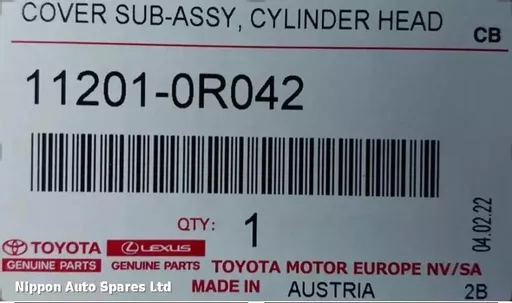 COVER SUB-ASSY, CYLINDER HEAD
CB
11201-0R042
QTY: 1
04.02.22
TOYOTA LEXUS
GENUINE PARTS GENUINE PARTS TOYOTA MOTOR EUROPE NV/SA
Nippon Auto Spares Ltd MADE IN AUSTRIA 2B